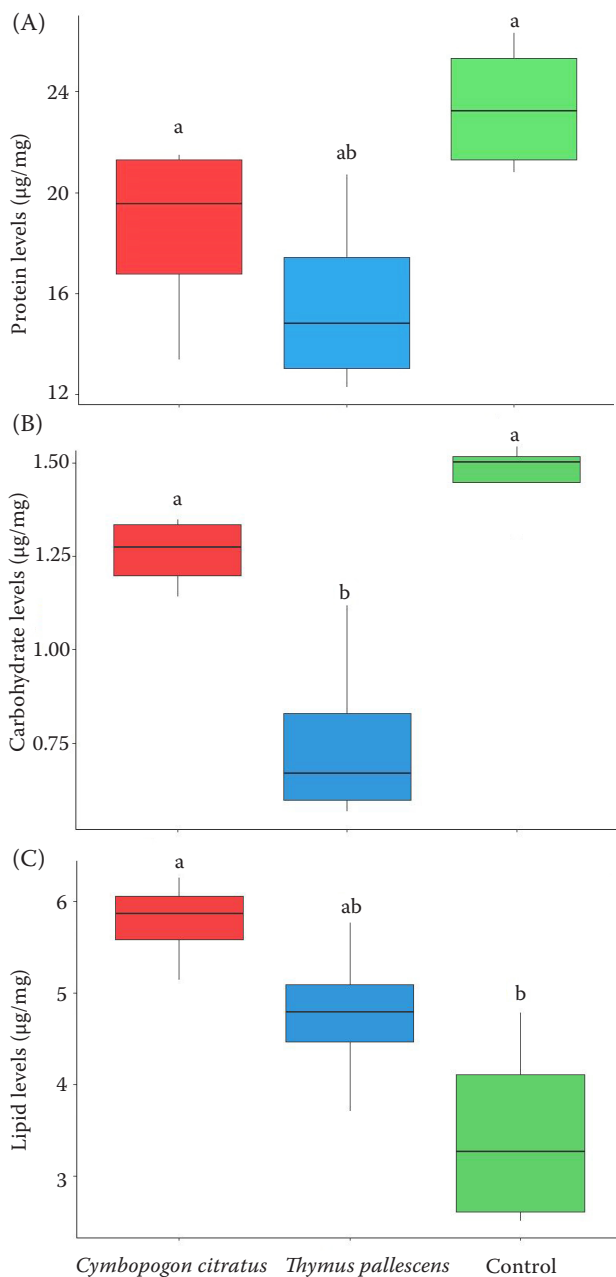 (A)
a
24
a
ab
20
16
12
Protein levels (µg/mg)
(B)
a
1.50
a
1.25
b
1.00
0.75
Carbohydrate levels (µg/mg)
(C)
a
6
ab
5
b
4
3
Lipid levels (µg/mg)
Cymbopogon citratus Thymus pallescens Control